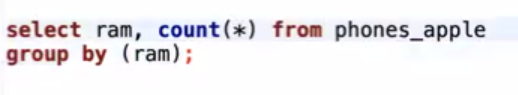 select ram, count(*) from phones_apple
group by (ram);